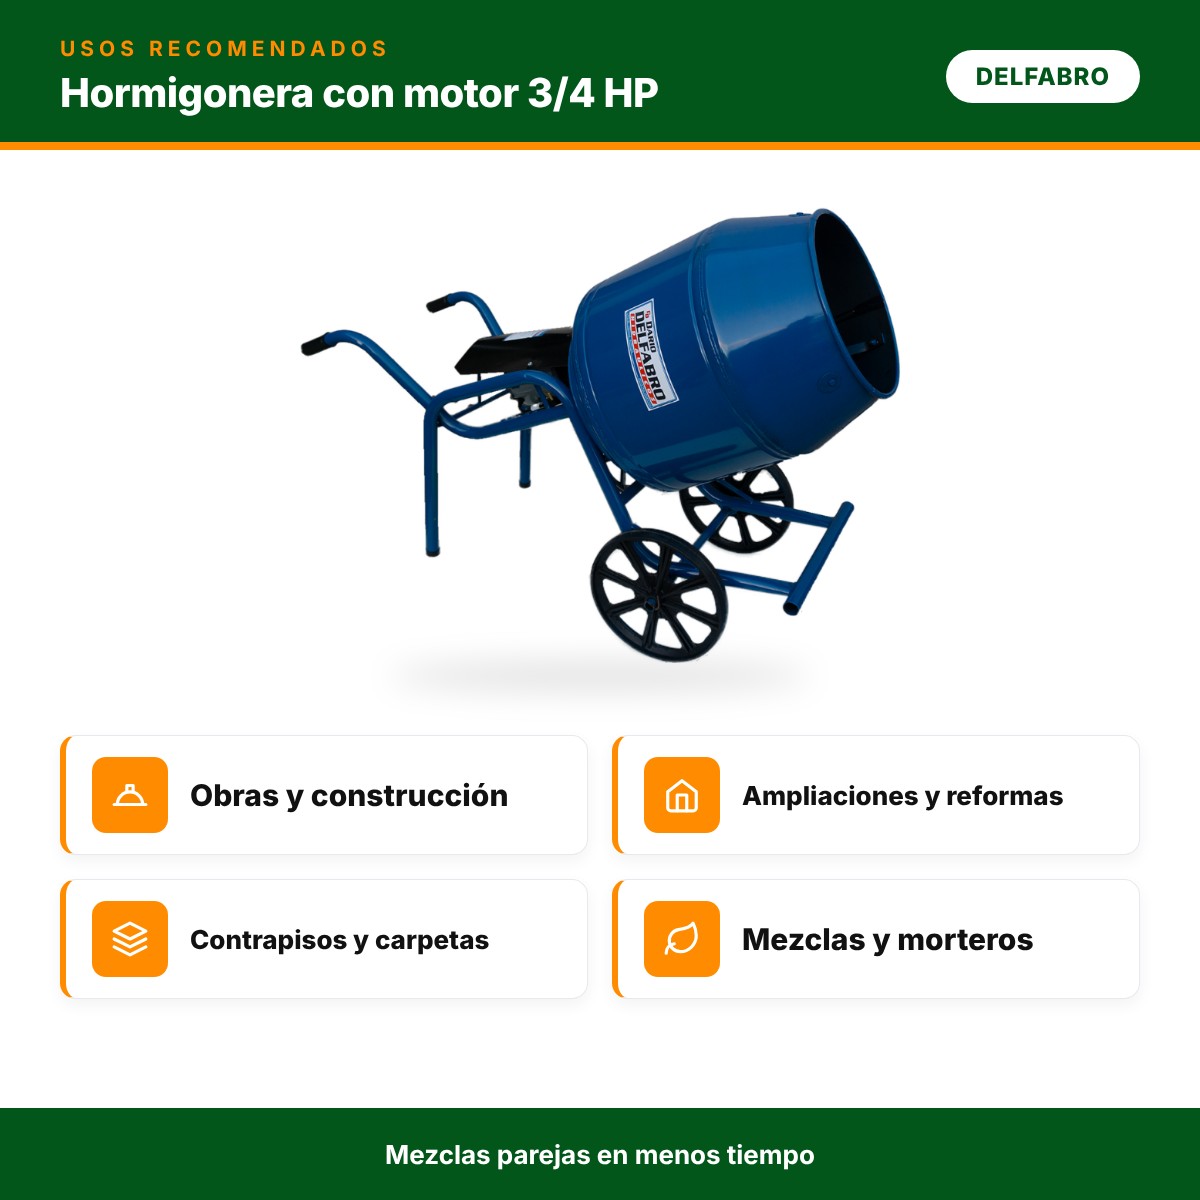 USOS RECOMENDADOS
Hormigonera con motor 3/4 HP
DELFABRO
DARIO
DELFABRO
Obras y construcción
Ampliaciones y reformas
Contrapisos y carpetas
Mezclas y morteros
Mezclas parejas en menos tiempo